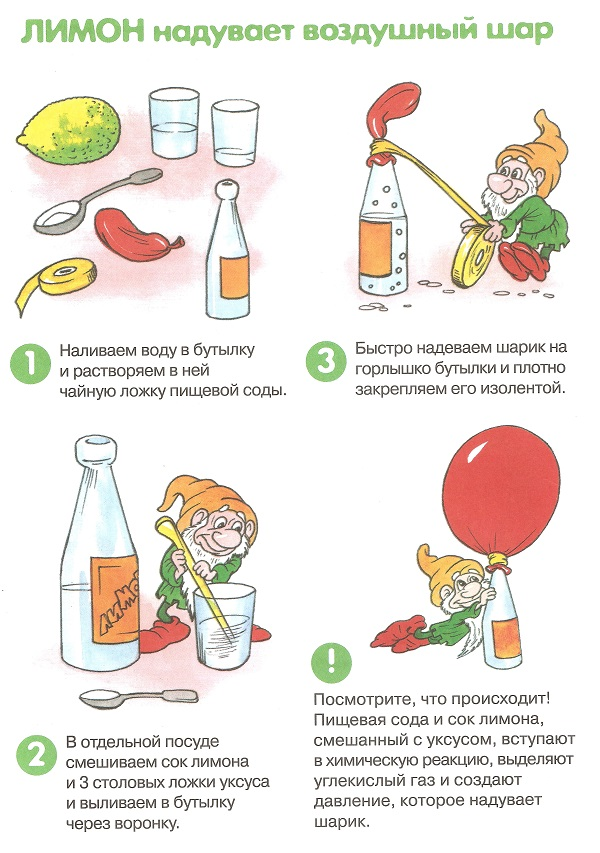 ЛИМОН надувает воздушный шар
1
Наливаем воду в бутылку
и растворяем в ней
чайную ложку пищевой соды.
ЛИМОН
2
В отдельной посуде
смешиваем сок лимона
и 3 столовых ложки уксуса
и выливаем в бутылку
через воронку.
3
Быстро надеваем шарик на
горлышко бутылки и плотно
закрепляем его изолентой.
!
Посмотрите, что происходит!
Пищевая сода и сок лимона,
смешанный с уксусом, вступают
в химическую реакцию, выделяют
углекислый газ и создают
давление, которое надувает
шарик.